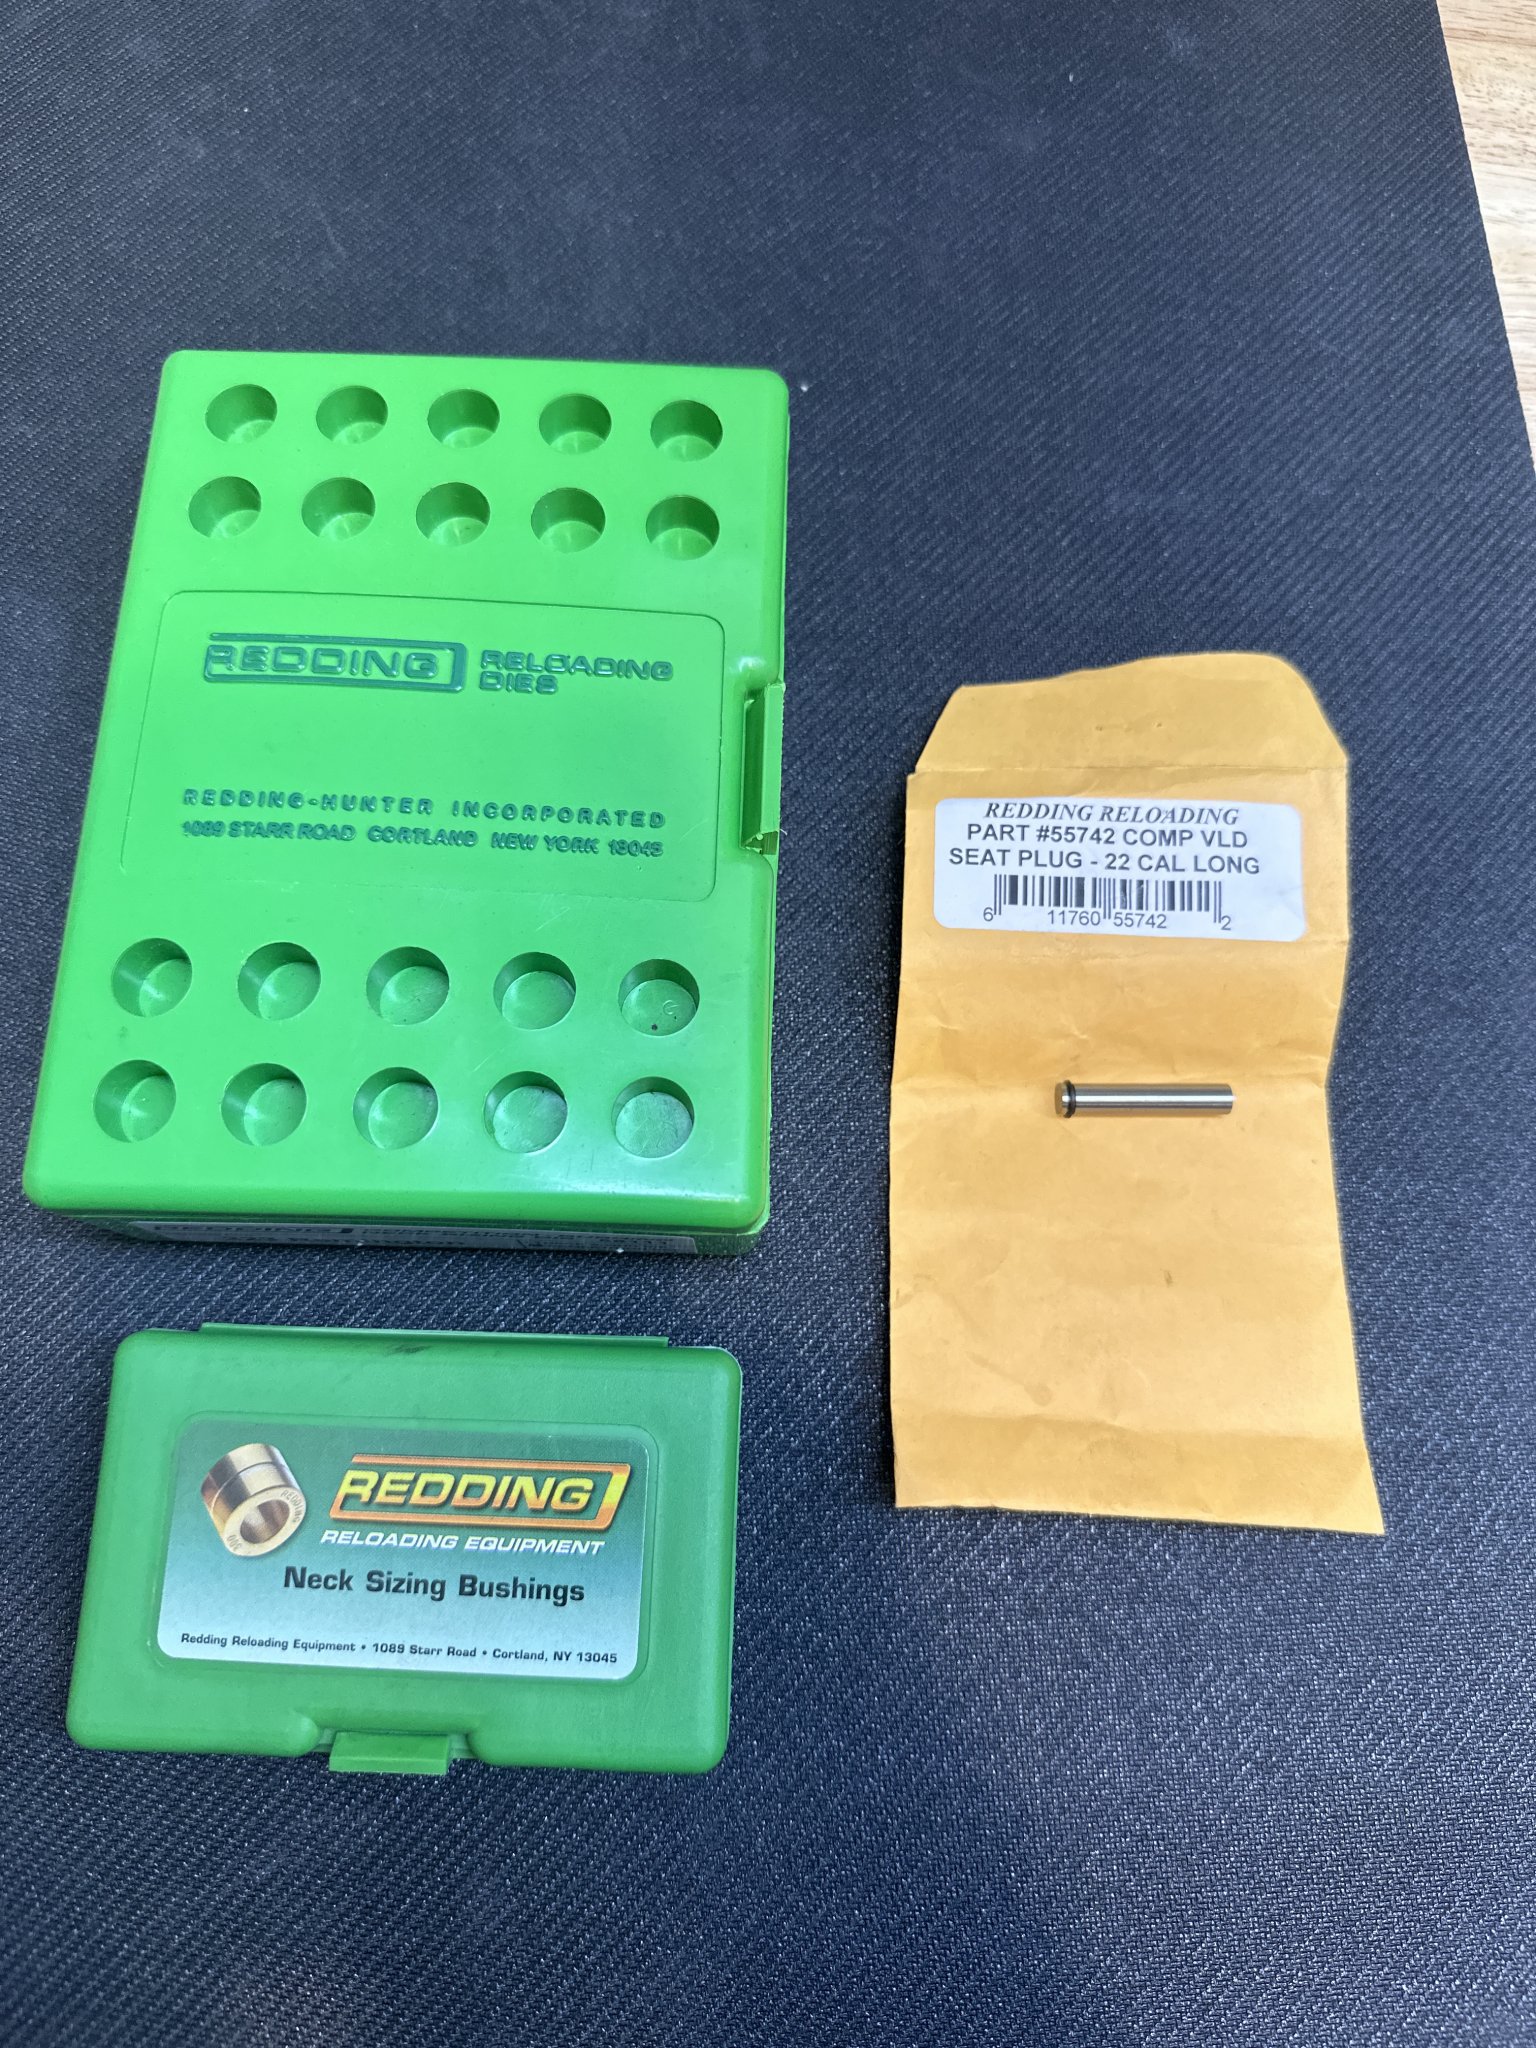 REDDING RELOADING
DIES
REDDING-HUNTER INCORPORATED
1089 STARR ROAD CORTLAND NEW YORK 13045
REDDING RELOADING
PART #55742 COMP VLD
SEAT PLUG - 22 CAL LONG
6 11760 55742 2
REDDING
RELOADING EQUIPMENT
Neck Sizing Bushings
Redding Reloading Equipment • 1089 Starr Road • Cortland, NY 13045
REDDING